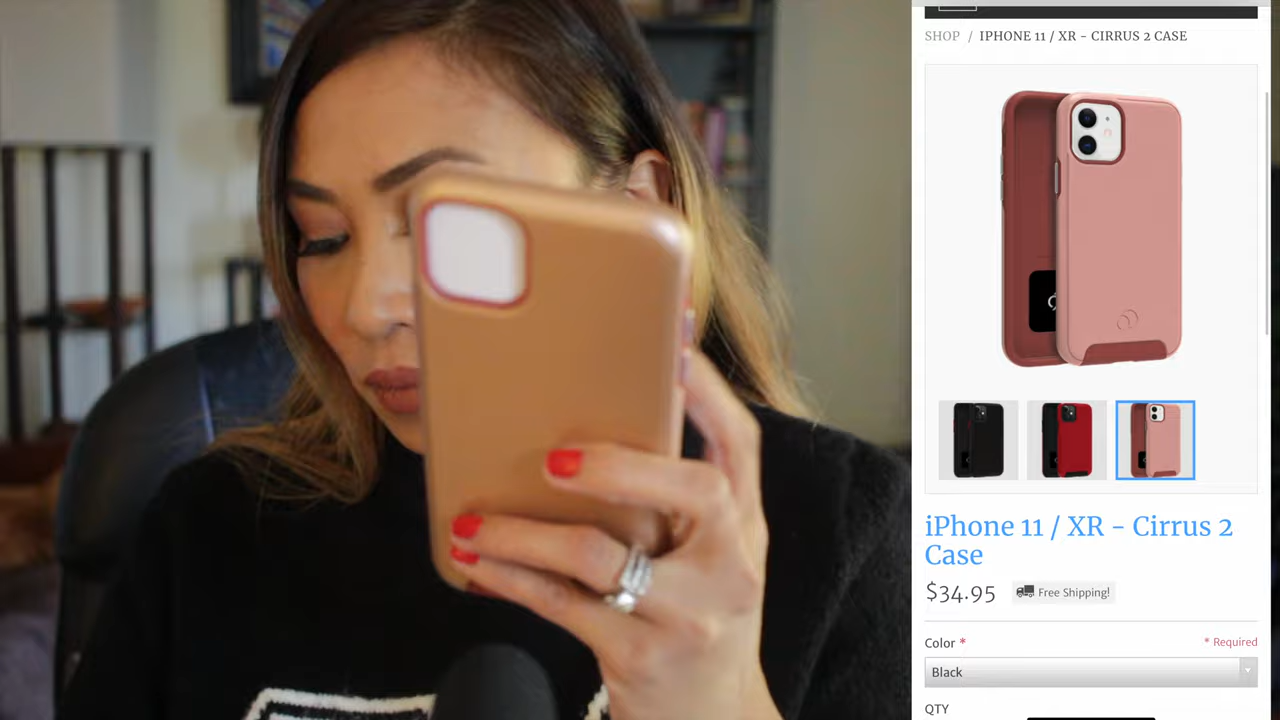 SHOP / IPHONE 11 / XR - CIRRUS 2 CASE
iPhone 11 / XR - Cirrus 2
Case
$34.95 Free Shipping!
Color * * Required
Black
QTY